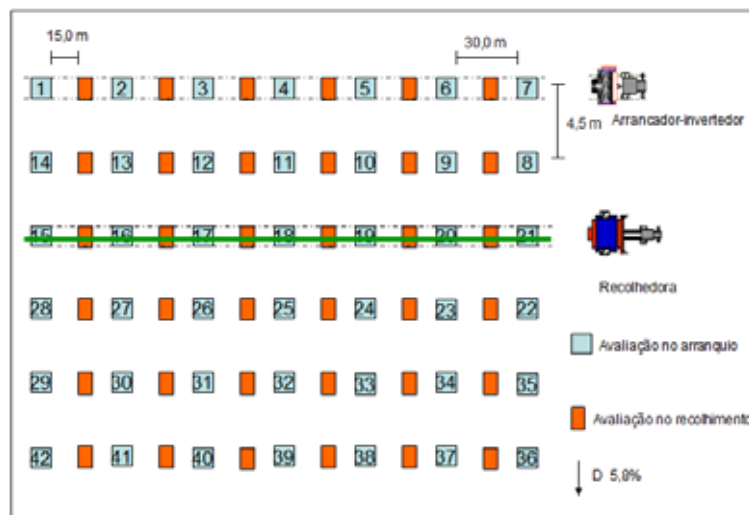 15,0 m
30,0 m
1 2 3 4 5 6 7
Arrancador-invertedor
4,5 m
14 13 12 11 10 9 8
15 16 17 18 19 20 21
Recolhedora
28 27 26 25 24 23 22
Avaliação no arranquio
29 30 31 32 33 34 35
Avaliação no recolhimento
42 41 40 39 38 37 36
D 5,8%